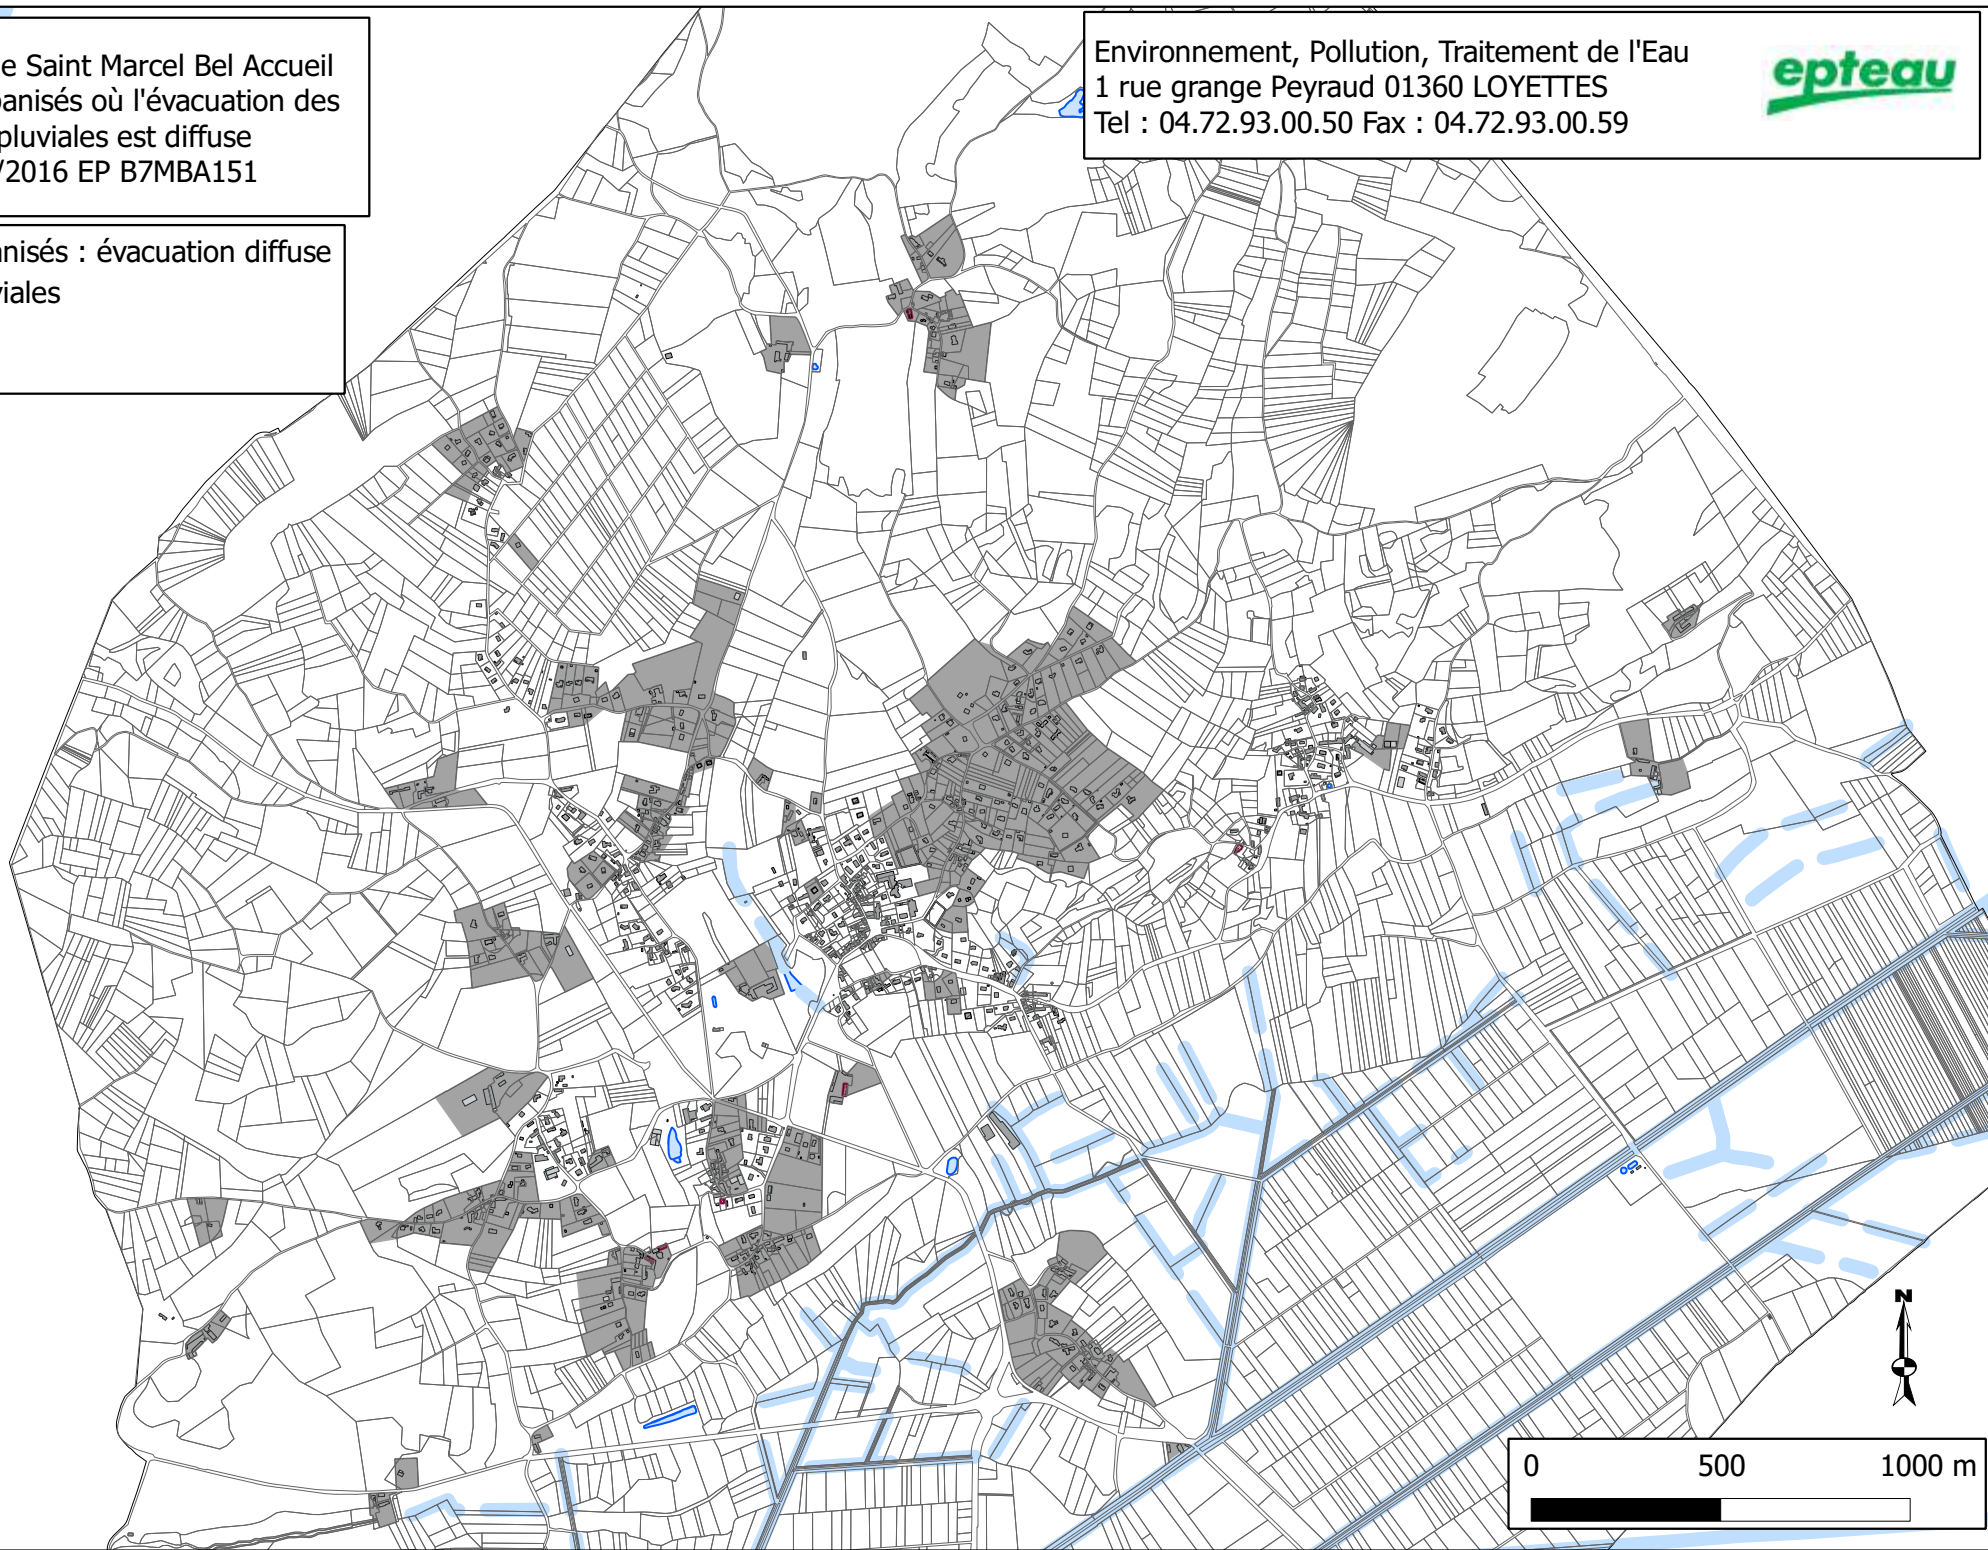 e Saint Marcel Bel Accueil
banisés où l'évacuation des
pluviales est diffuse
/2016 EP B7MBA151
anisés : évacuation diffuse
viales
Environnement, Pollution, Traitement de l'Eau
1 rue grange Peyraud 01360 LOYETTES
Tel : 04.72.93.00.50 Fax : 04.72.93.00.59
epteau
N
0 500 1000 m